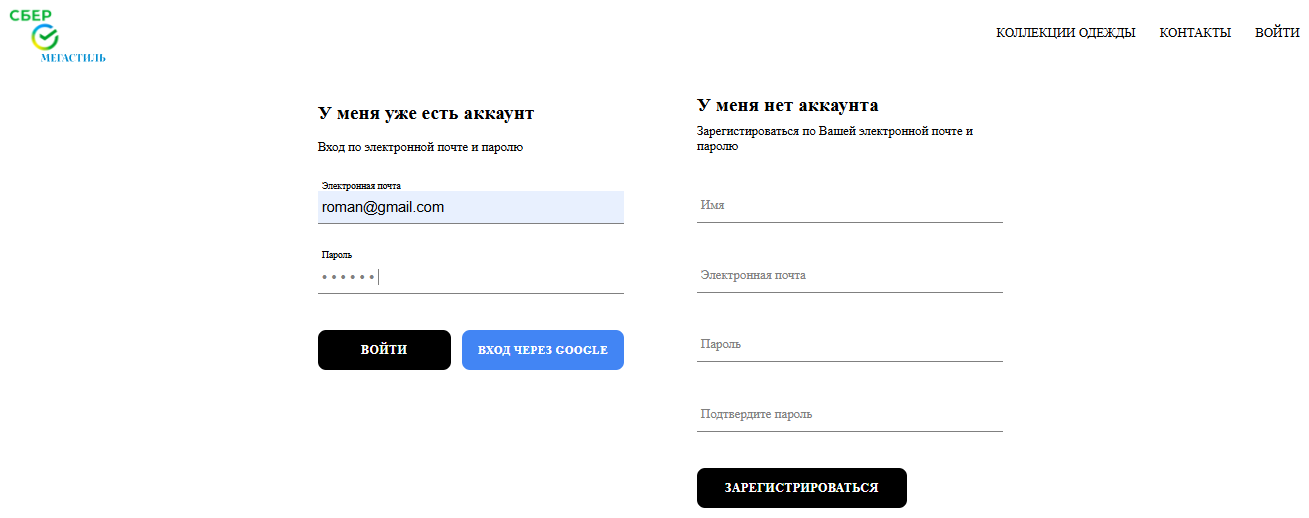 СБЕР
МЕГАСТИЛЬ
КОЛЛЕКЦИИ ОДЕЖДЫ КОНТАКТЫ ВОЙТИ
У меня уже есть аккаунт
Вход по электронной почте и паролю
Электронная почта
roman@gmail.com
Пароль
••••••
ВОЙТИ ВХОД ЧЕРЕЗ GOOGLE
У меня нет аккаунта
Зарегистироваться по Вашей электронной почте и
паролю
Имя
Электронная почта
Пароль
Подтвердите пароль
ЗАРЕГИСТРИРОВАТЬСЯ